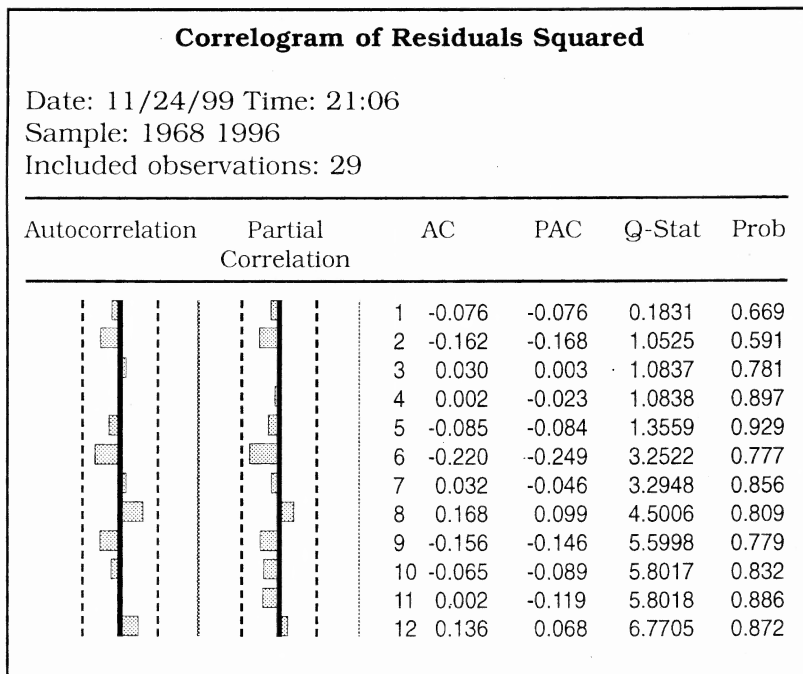 Correlogram of Residuals Squared
Date: 11/24/99 Time: 21:06
Sample: 1968 1996
Included observations: 29
Autocorrelation Partial Correlation AC PAC Q-Stat Prob
1 -0.076 -0.076 0.1831 0.669
2 -0.162 -0.168 1.0525 0.591
3 0.030 0.003 1.0837 0.781
4 0.002 -0.023 1.0838 0.897
5 -0.085 -0.084 1.3559 0.929
6 -0.220 -0.249 3.2522 0.777
7 0.032 -0.046 3.2948 0.856
8 0.168 0.099 4.5006 0.809
9 -0.156 -0.146 5.5998 0.779
10 -0.065 -0.089 5.8017 0.832
11 0.002 -0.119 5.8018 0.886
12 0.136 0.068 6.7705 0.872